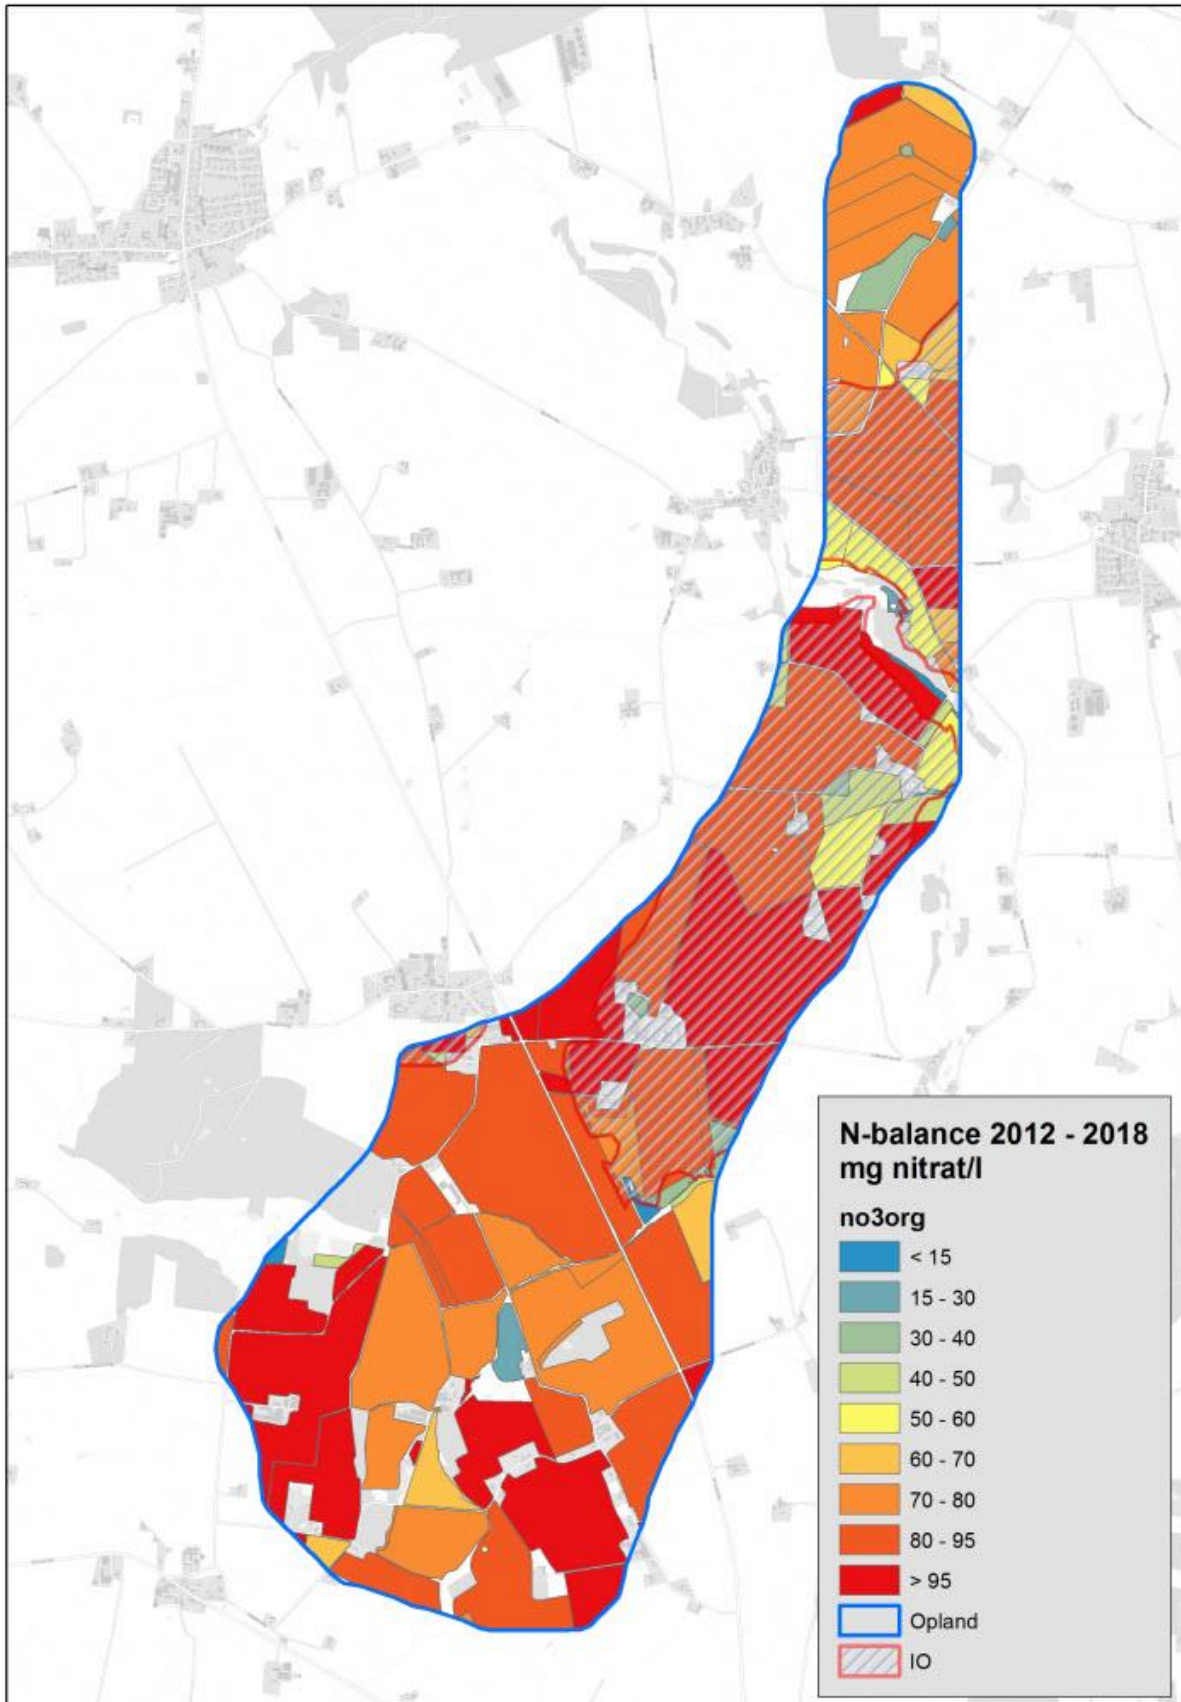 N-balance 2012 - 2018
mg nitrat/l
no3org
< 15
15 - 30
30 - 40
40 - 50
50 - 60
60 - 70
70 - 80
80 - 95
> 95
Opland
IO